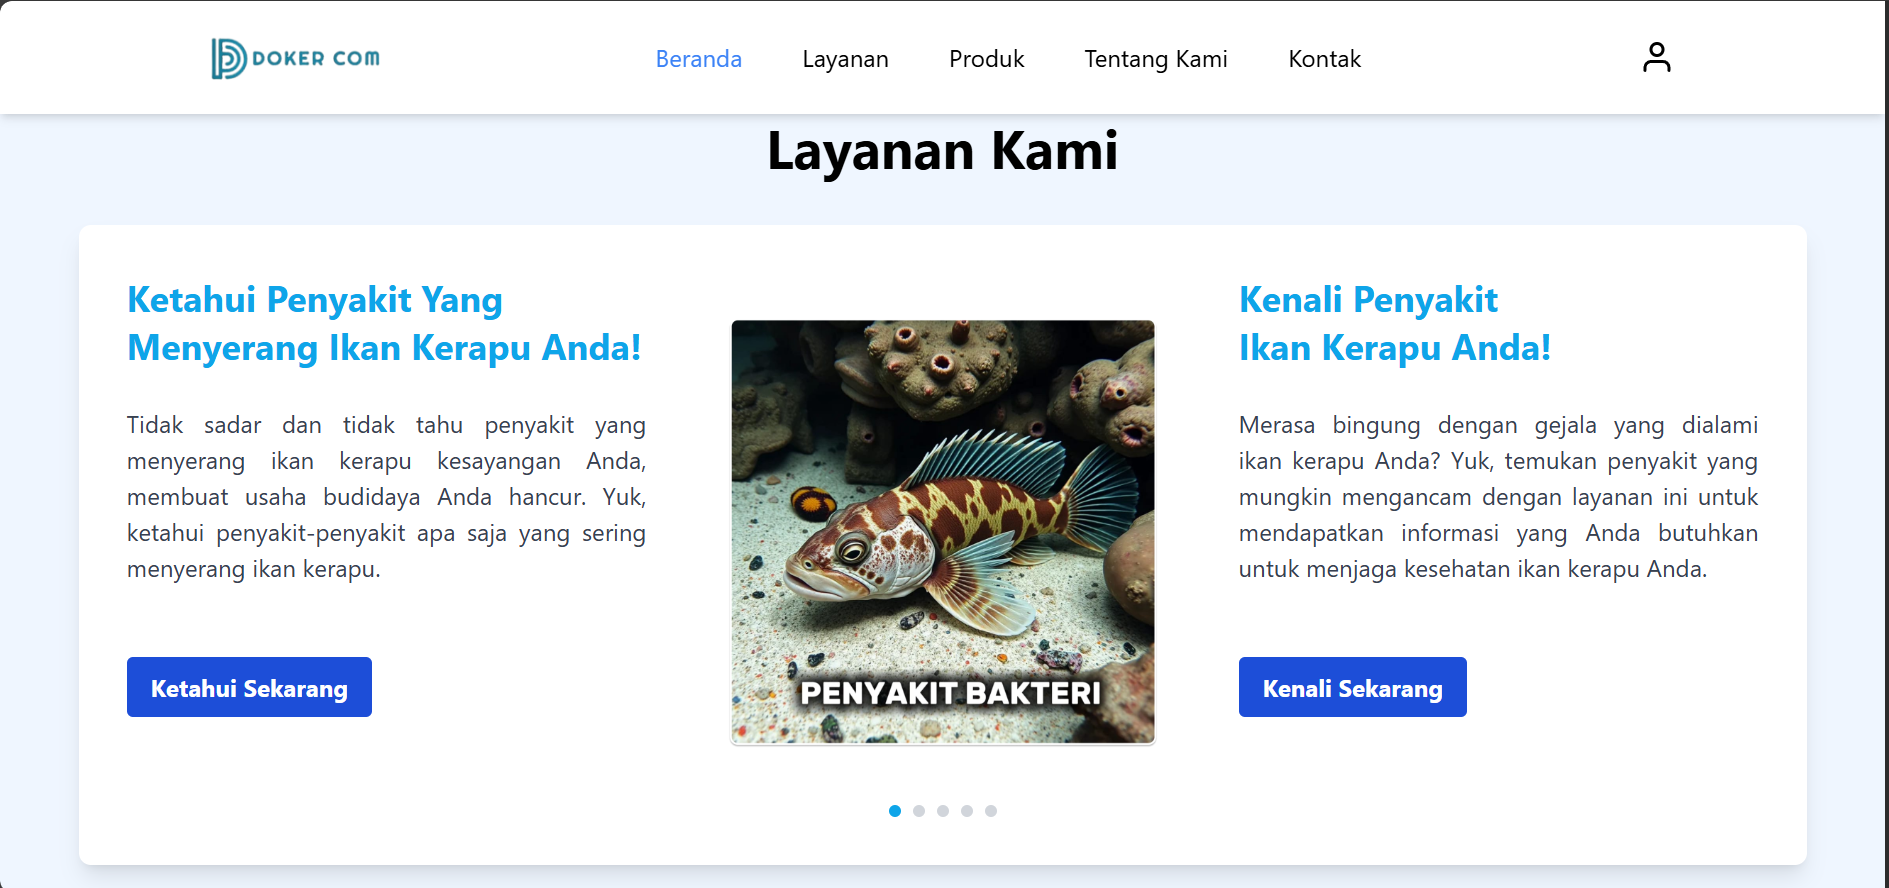 DOKER COM
Beranda
Layanan
Produk
Tentang Kami
Kontak
Layanan Kami
Ketahui Penyakit Yang
Menyerang Ikan Kerapu Anda!
Tidak sadar dan tidak tahu penyakit yang
menyerang ikan kerapu kesayangan Anda,
membuat usaha budidaya Anda hancur. Yuk,
ketahui penyakit-penyakit apa saja yang sering
menyerang ikan kerapu.
Ketahui Sekarang
PENYAKIT BAKTERI
Kenali Penyakit
Ikan Kerapu Anda!
Merasa bingung dengan gejala yang dialami
ikan kerapu Anda? Yuk, temukan penyakit yang
mungkin mengancam dengan layanan ini untuk
mendapatkan informasi yang Anda butuhkan
untuk menjaga kesehatan ikan kerapu Anda.
Kenali Sekarang